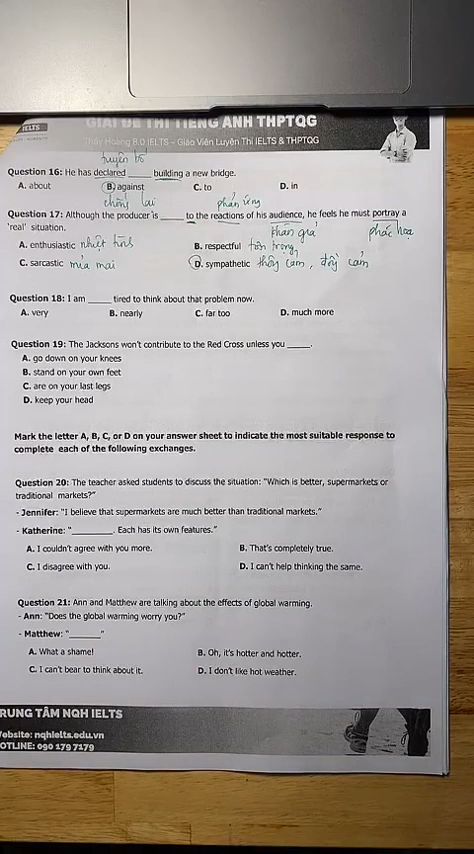 IELTS
GIẢI ĐỀ THI TIẾNG ANH THPTQG
Thầy Hoàng 8.0 IELTS – Giáo Viên Luyện Thi IELTS & THPTQG
tuyên bố
Question 16: He has declared _____ building a new bridge.
A. about B. against C. to D. in
chống lại phản ứng
Question 17: Although the producer is _____ to the reactions of his audience, he feels he must portray a
'real' situation. khán giả phác họa
A. enthusiastic nhiệt tình B. respectful tôn trọng
C. sarcastic mỉa mai D. sympathetic thông cảm, đồng cảm
Question 18: I am _____ tired to think about that problem now.
A. very B. nearly C. far too D. much more
Question 19: The Jacksons won't contribute to the Red Cross unless you _____.
A. go down on your knees
B. stand on your own feet
C. are on your last legs
D. keep your head
Mark the letter A, B, C, or D on your answer sheet to indicate the most suitable response to
complete each of the following exchanges.
Question 20: The teacher asked students to discuss the situation: "Which is better, supermarkets or
traditional markets?"
- Jennifer: "I believe that supermarkets are much better than traditional markets."
- Katherine: "________. Each has its own features."
A. I couldn't agree with you more. B. That's completely true.
C. I disagree with you. D. I can't help thinking the same.
Question 21: Ann and Matthew are talking about the effects of global warming.
- Ann: "Does the global warming worry you?"
- Matthew: "______"
A. What a shame! B. Oh, it's hotter and hotter.
C. I can't bear to think about it. D. I don't like hot weather.
RUNG TÂM NQH IELTS
ebsite: nqhielts.edu.vn
OTLINE: 090 179 7179